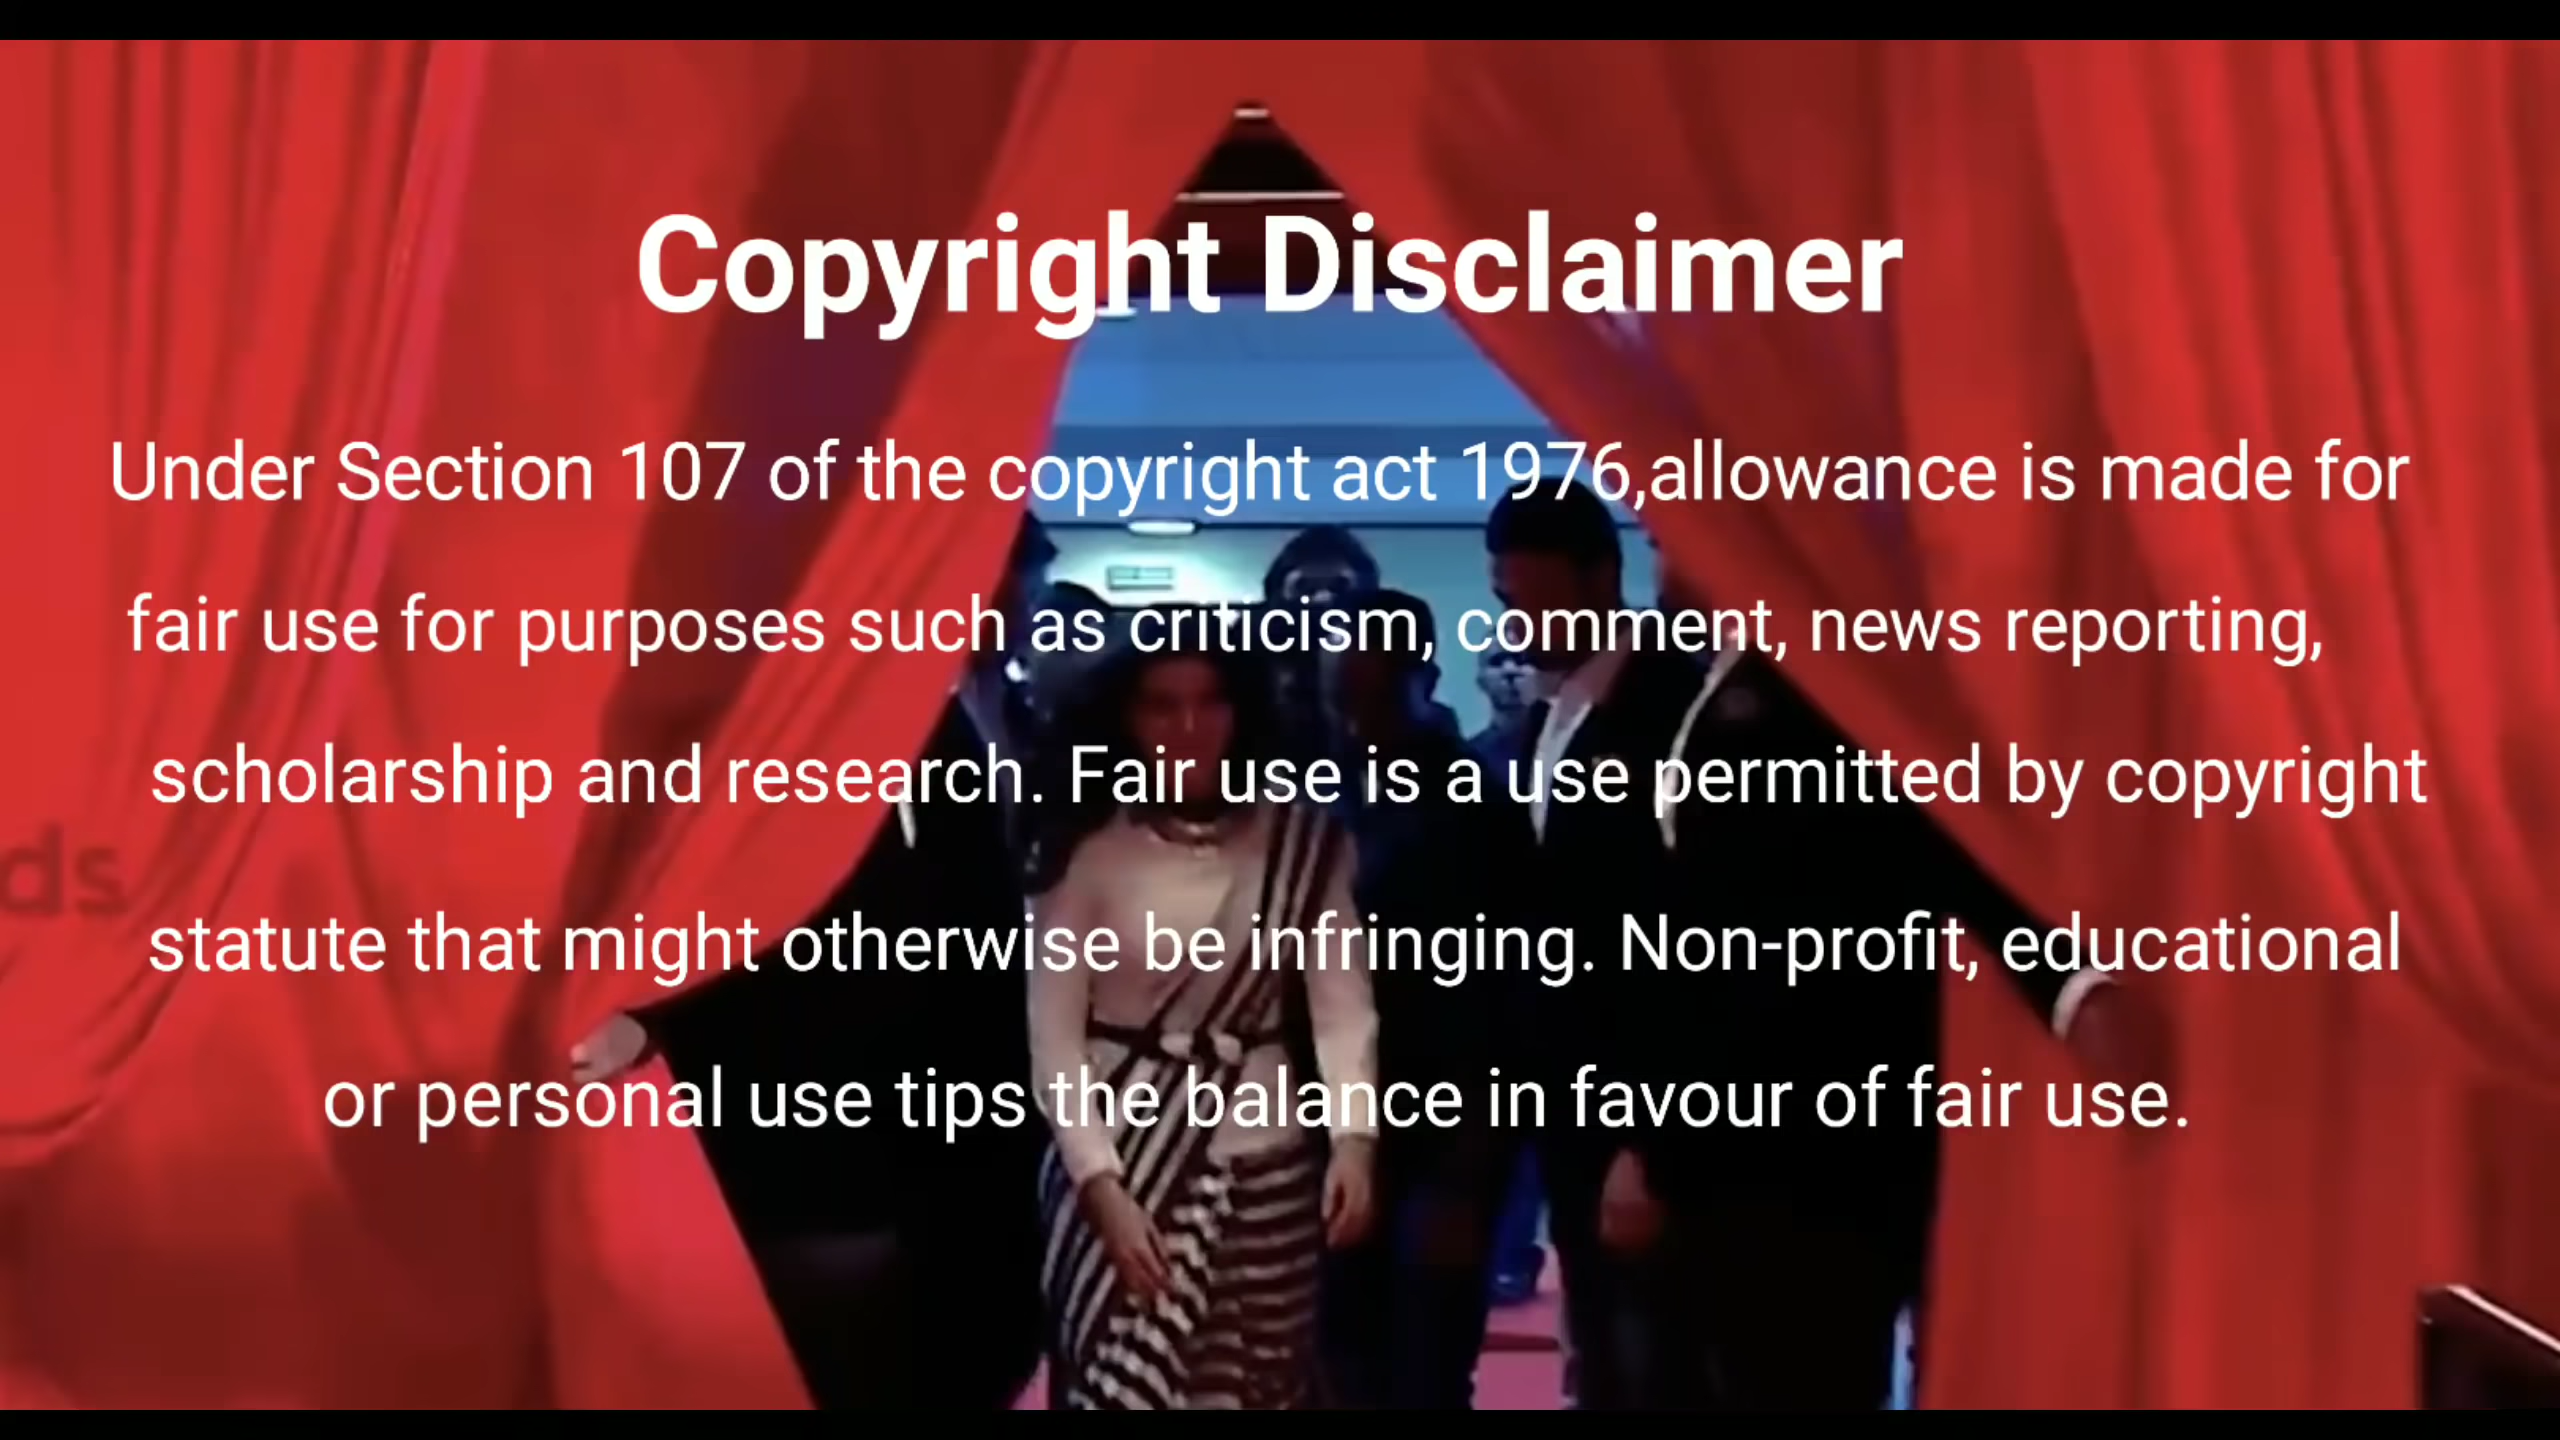 Copyright Disclaimer
Under Section 107 of the copyright act 1976,allowance is made for
fair use for purposes such as criticism, comment, news reporting,
scholarship and research. Fair use is a use permitted by copyright
ds
statute that might otherwise be infringing. Non-profit, educational
or personal use tips the balance in favour of fair use.